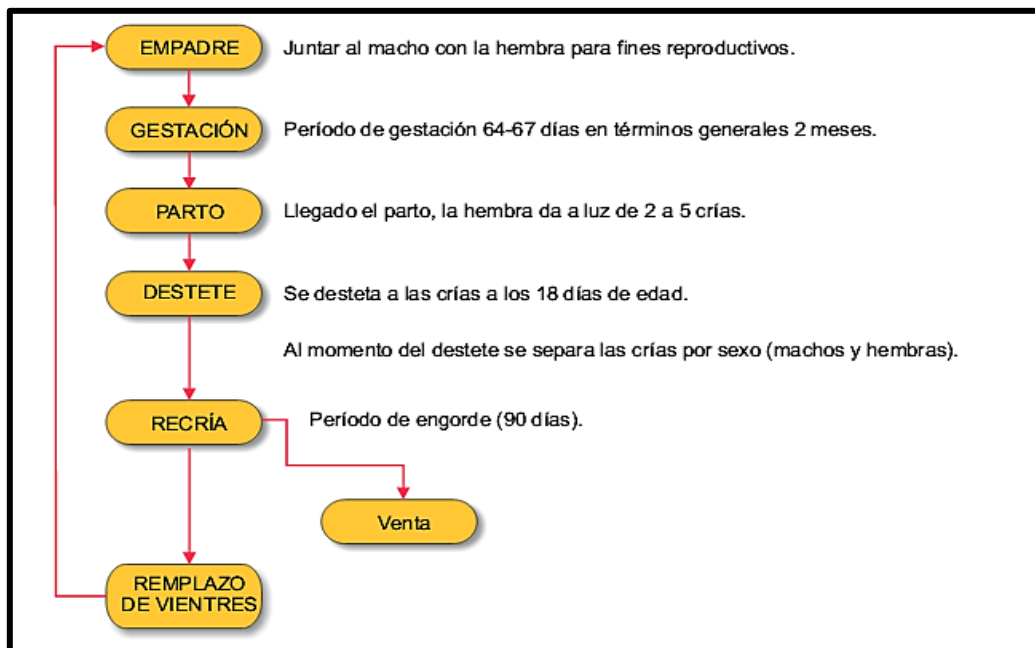 EMPADRE
Juntar al macho con la hembra para fines reproductivos.
GESTACIÓN
Período de gestación 64-67 días en términos generales 2 meses.
PARTO
Llegado el parto, la hembra da a luz de 2 a 5 crías.
DESTETE
Se desteta a las crías a los 18 días de edad.
Al momento del destete se separa las crías por sexo (machos y hembras).
RECRÍA
Período de engorde (90 días).
Venta
REMPLAZO
DE VIENTRES